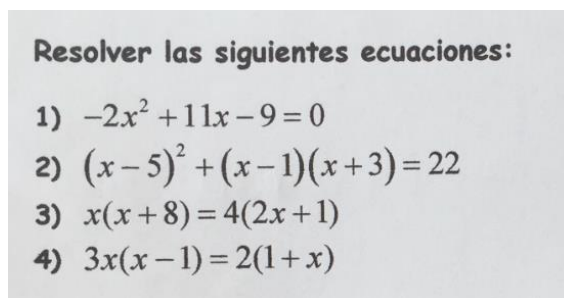 Resolver las siguientes ecuaciones:
1) −2x² +11x − 9 = 0
2) (x − 5)² + (x − 1)(x + 3) = 22
3) x(x + 8) = 4(2x + 1)
4) 3x(x − 1) = 2(1 + x)